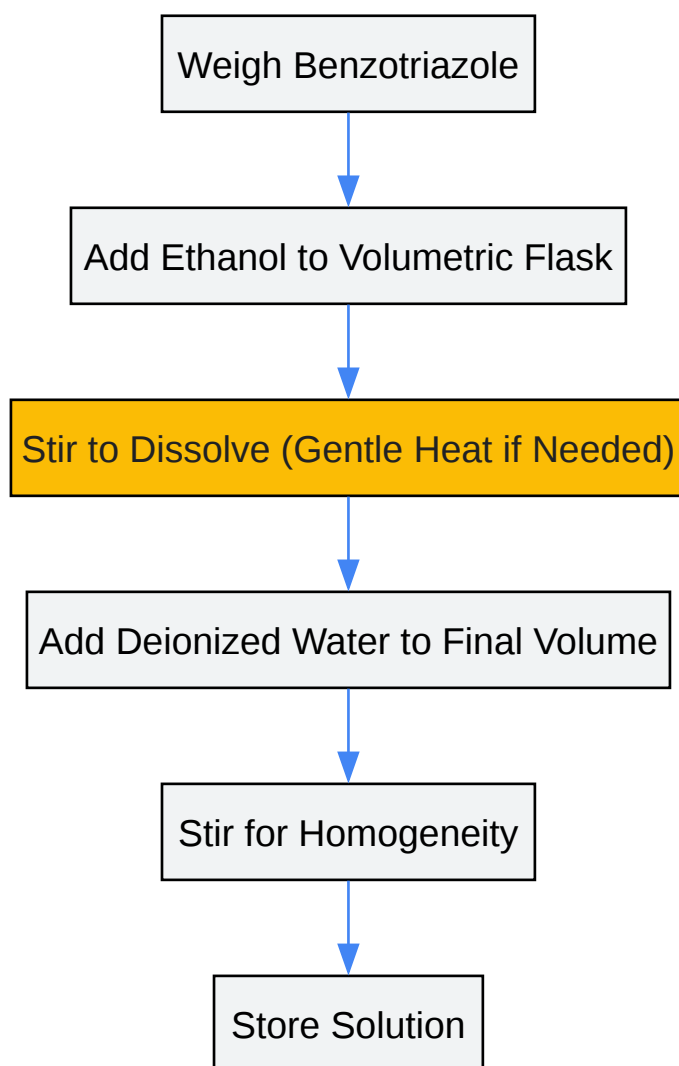 Weigh Benzotriazole
Add Ethanol to Volumetric Flask
Stir to Dissolve (Gentle Heat if Needed)
Add Deionized Water to Final Volume
Stir for Homogeneity
Store Solution